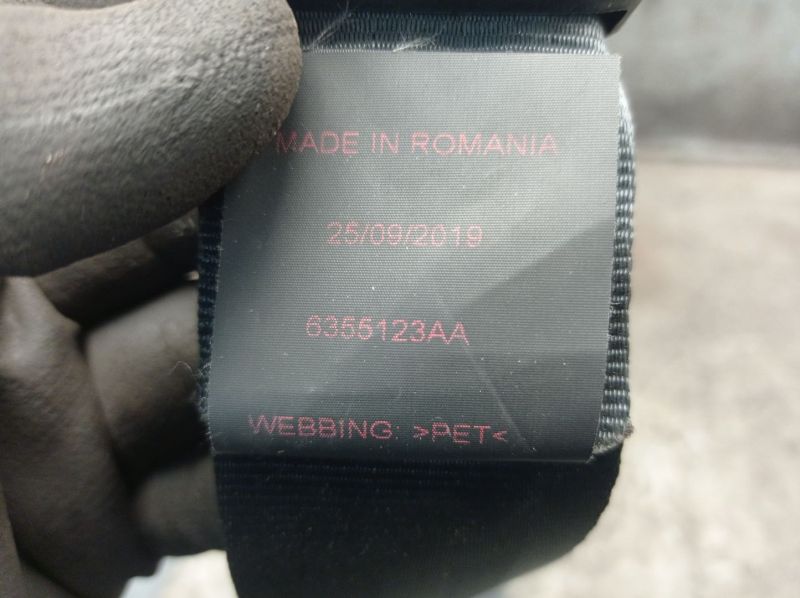 MADE IN ROMANIA
25/09/2019
6355123AA
WEBBING: >PET<